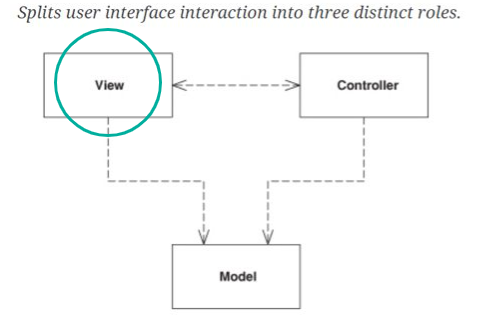 Splits user interface interaction into three distinct roles.
View
Controller
Model